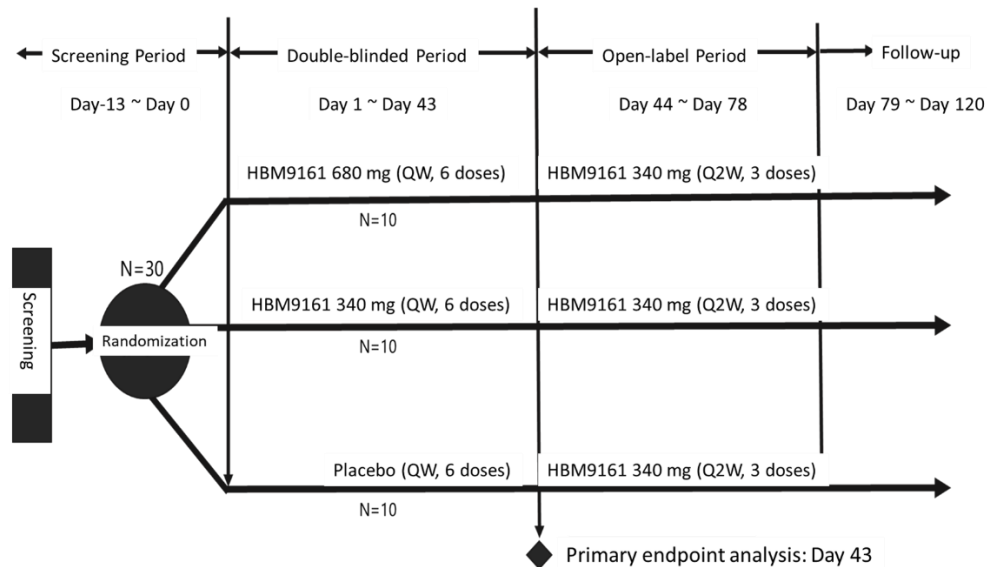 Screening Period
Double-blinded Period
Open-label Period
Follow-up
Day-13 ~ Day 0
Day 1 ~ Day 43
Day 44 ~ Day 78
Day 79 ~ Day 120
HBM9161 680 mg (QW, 6 doses)
HBM9161 340 mg (Q2W, 3 doses)
N=10
N=30
Screening
Randomization
HBM9161 340 mg (QW, 6 doses)
HBM9161 340 mg (Q2W, 3 doses)
N=10
Placebo (QW, 6 doses)
HBM9161 340 mg (Q2W, 3 doses)
N=10
Primary endpoint analysis: Day 43